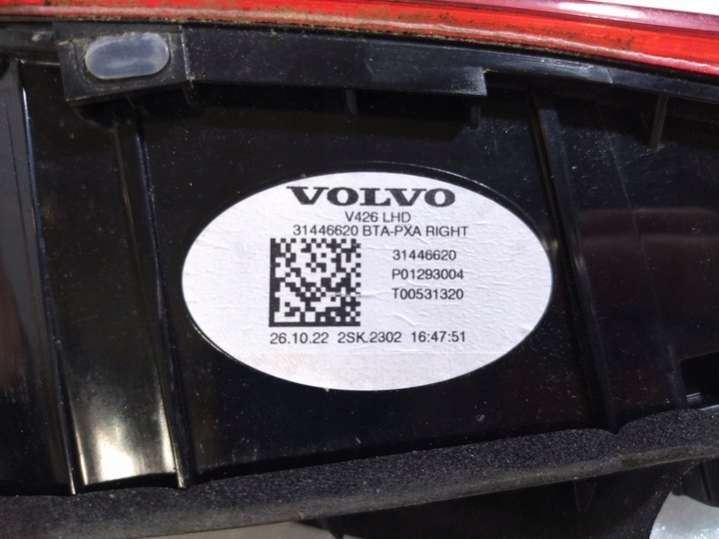 VOLVO
V426 LHD
31446620 BTA-PXA RIGHT
31446620
P01293004
T00531320
26.10.22 2SK.2302 16:47:51